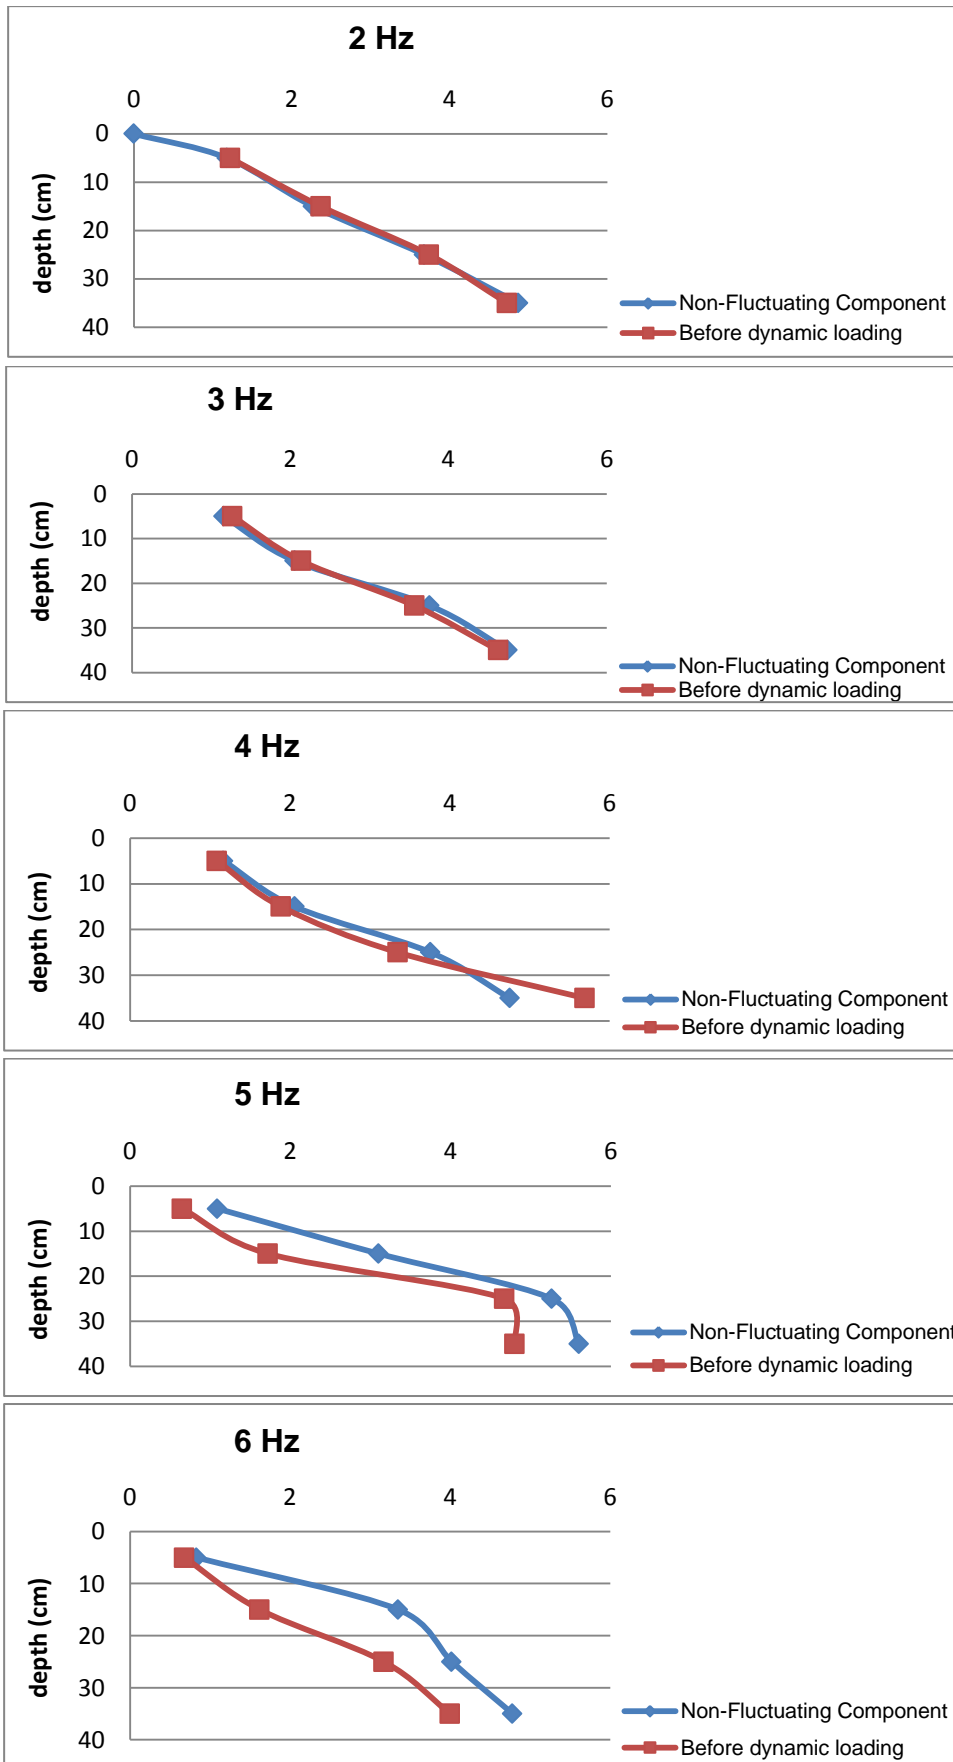 2 Hz
0 2 4 6
0
10
20
30
40
depth (cm)
Non-Fluctuating Component
Before dynamic loading
3 Hz
0 2 4 6
0
10
20
30
40
depth (cm)
Non-Fluctuating Component
Before dynamic loading
4 Hz
0 2 4 6
0
10
20
30
40
depth (cm)
Non-Fluctuating Component
Before dynamic loading
5 Hz
0 2 4 6
0
10
20
30
40
depth (cm)
Non-Fluctuating Component
Before dynamic loading
6 Hz
0 2 4 6
0
10
20
30
40
depth (cm)
Non-Fluctuating Component
Before dynamic loading